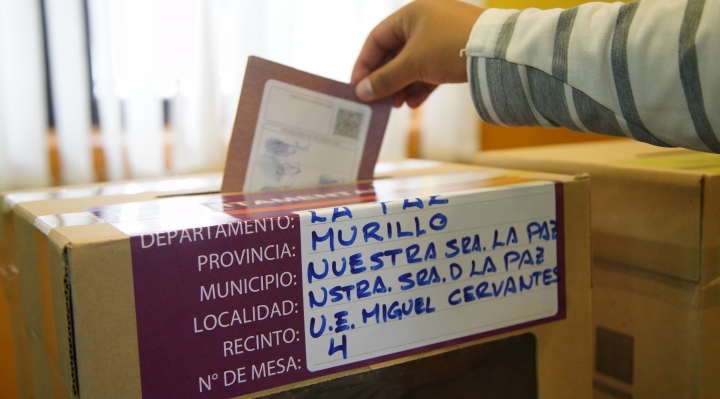 DEPARTAMENTO: LA PAZ
PROVINCIA: MURILLO
MUNICIPIO: NUESTRA SRA. LA PAZ
LOCALIDAD: NSTRA. SRA. D LA PAZ
RECINTO: U.E. MIGUEL CERVANTES
N° DE MESA: 4